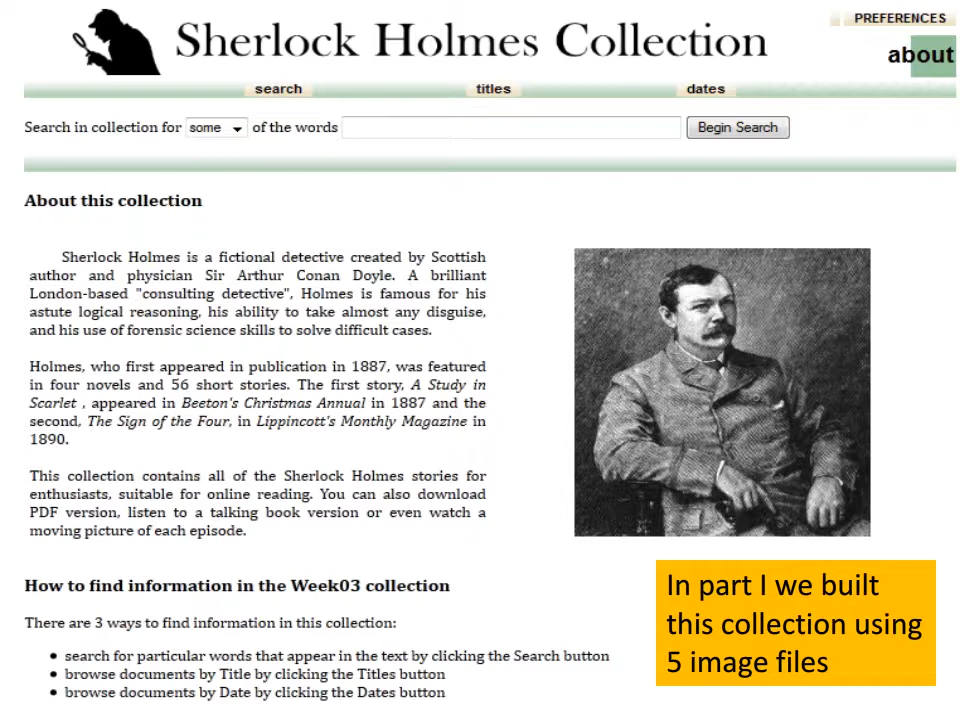 Sherlock Holmes Collection
PREFERENCES
about
search titles dates
Search in collection for some of the words Begin Search
About this collection
Sherlock Holmes is a fictional detective created by Scottish
author and physician Sir Arthur Conan Doyle. A brilliant
London-based "consulting detective", Holmes is famous for his
astute logical reasoning, his ability to take almost any disguise,
and his use of forensic science skills to solve difficult cases.
Holmes, who first appeared in publication in 1887, was featured
in four novels and 56 short stories. The first story, A Study in
Scarlet , appeared in Beeton's Christmas Annual in 1887 and the
second, The Sign of the Four, in Lippincott's Monthly Magazine in
1890.
This collection contains all of the Sherlock Holmes stories for
enthusiasts, suitable for online reading. You can also download
PDF version, listen to a talking book version or even watch a
moving picture of each episode.
How to find information in the Week03 collection
There are 3 ways to find information in this collection:
• search for particular words that appear in the text by clicking the Search button
• browse documents by Title by clicking the Titles button
• browse documents by Date by clicking the Dates button
In part I we built
this collection using
5 image files